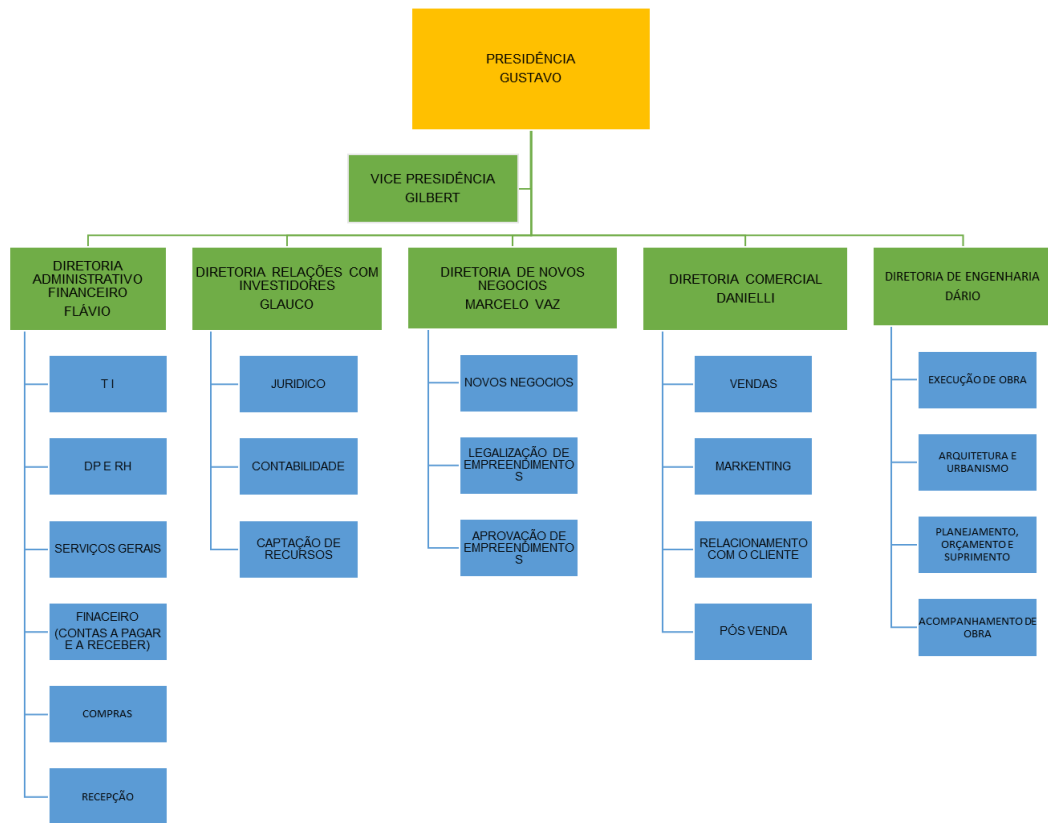 PRESIDÊNCIA
GUSTAVO
VICE PRESIDÊNCIA
GILBERT
DIRETORIA
ADMINISTRATIVO
FINANCEIRO
FLÁVIO
DIRETORIA RELAÇÕES COM
INVESTIDORES
GLAUCO
DIRETORIA DE NOVOS
NEGOCIOS
MARCELO VAZ
DIRETORIA COMERCIAL
DANIELLI
DIRETORIA DE ENGENHARIA
DÁRIO
T I
DP E RH
SERVIÇOS GERAIS
FINACEIRO
(CONTAS A PAGAR
E A RECEBER)
COMPRAS
RECEPÇÃO
JURIDICO
CONTABILIDADE
CAPTAÇÃO DE
RECURSOS
NOVOS NEGOCIOS
LEGALIZAÇÃO DE
EMPREENDIMENTO
S
APROVAÇÃO DE
EMPREENDIMENTO
S
VENDAS
MARKENTING
RELACIONAMENTO
COM O CLIENTE
PÓS VENDA
EXECUÇÃO DE OBRA
ARQUITETURA E
URBANISMO
PLANEJAMENTO,
ORÇAMENTO E
SUPRIMENTO
ACOMPANHAMENTO DE
OBRA